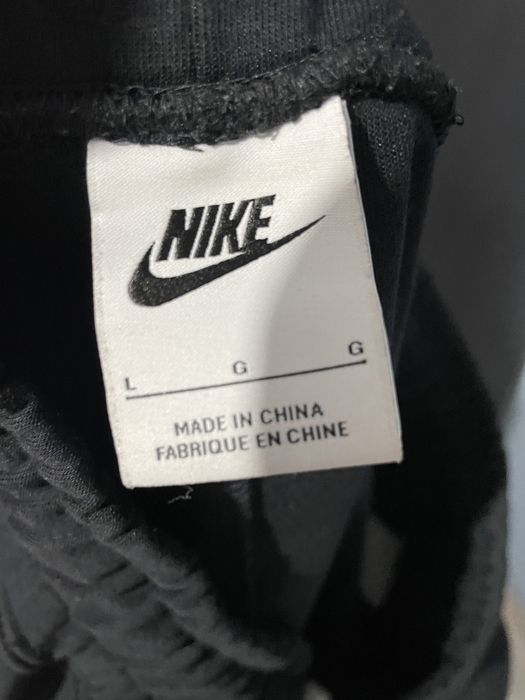 NIKE
L G G
MADE IN CHINA
FABRIQUE EN CHINE